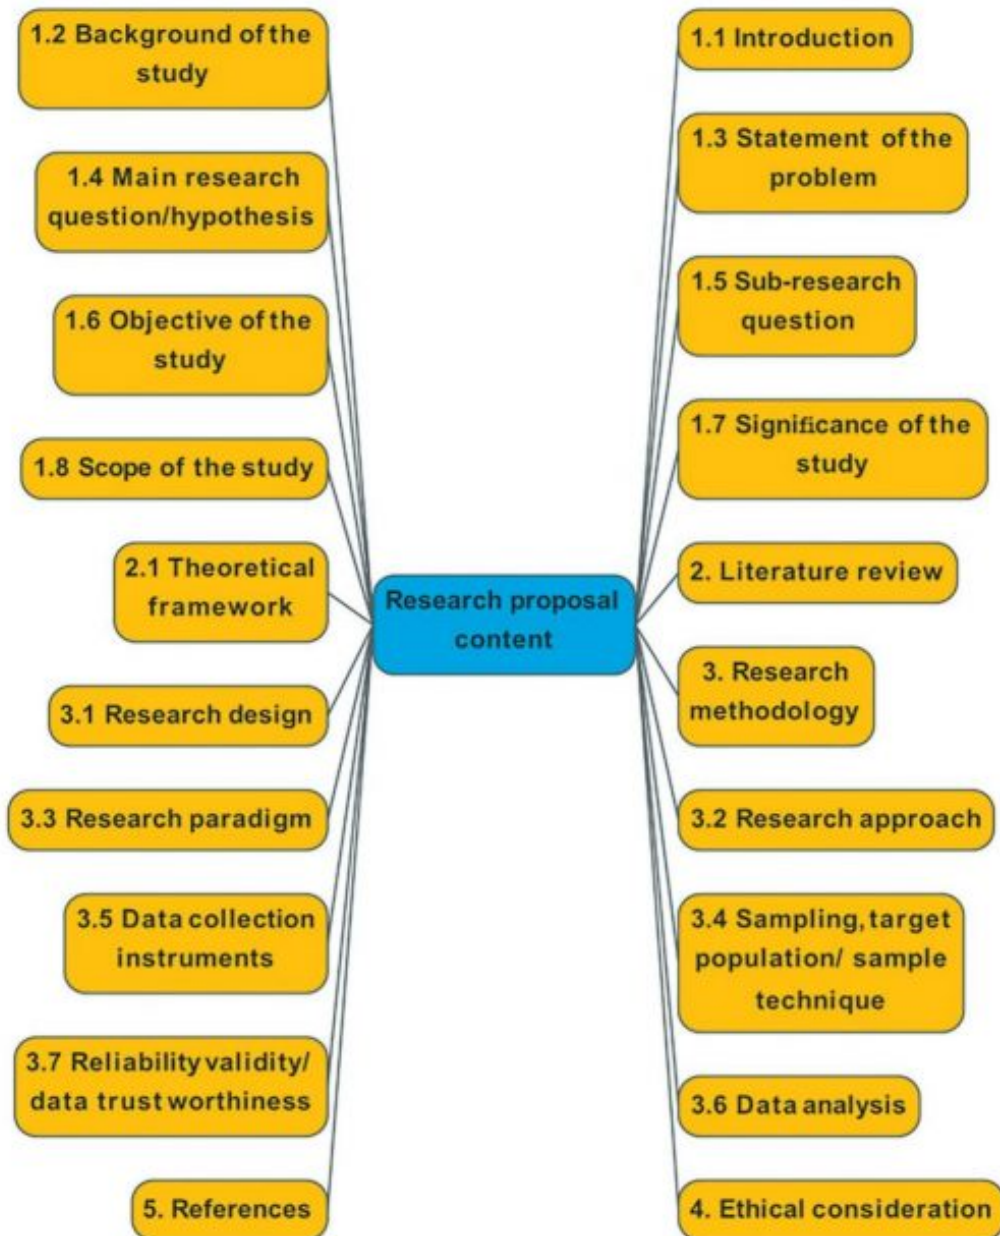 1.2 Background of the
study
1.1 Introduction
1.4 Main research
question/hypothesis
1.3 Statement of the
problem
1.6 Objective of the
study
1.5 Sub-research
question
1.8 Scope of the study
1.7 Significance of the
study
2.1 Theoretical
framework
2. Literature review
Research proposal
content
3.1 Research design
3. Research
methodology
3.3 Research paradigm
3.2 Research approach
3.5 Data collection
instruments
3.4 Sampling, target
population/ sample
technique
3.7 Reliability validity/
data trust worthiness
3.6 Data analysis
5. References
4. Ethical consideration